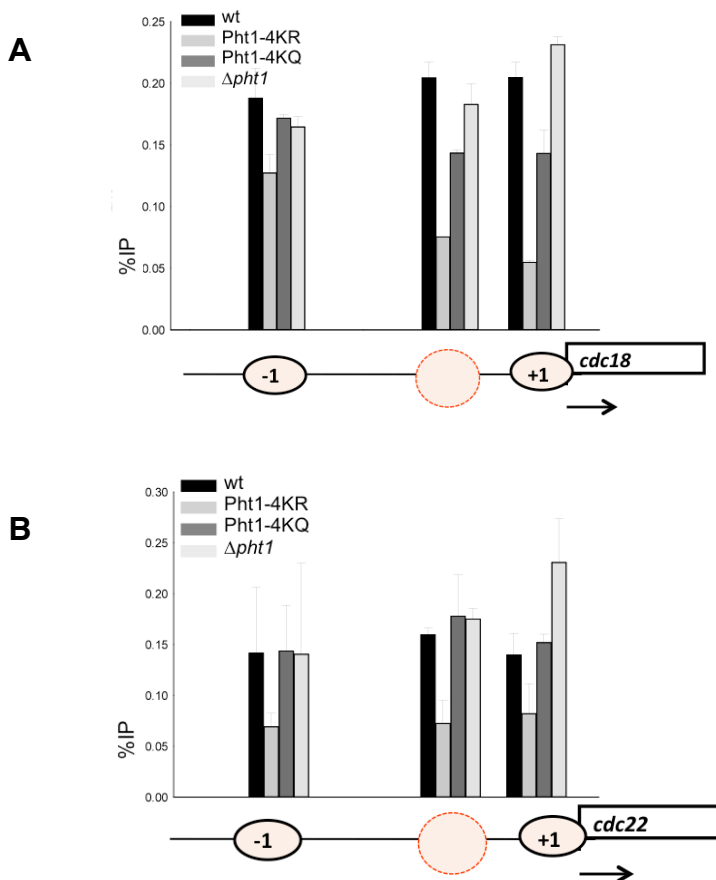 A
0.25
wt
Pht1-4KR
Pht1-4KQ
Δpht1
0.20
0.15
0.10
0.05
0.00
%IP
-1
+1
cdc18
B
0.30
wt
Pht1-4KR
Pht1-4KQ
Δpht1
0.25
0.20
0.15
0.10
0.05
0.00
%IP
-1
+1
cdc22